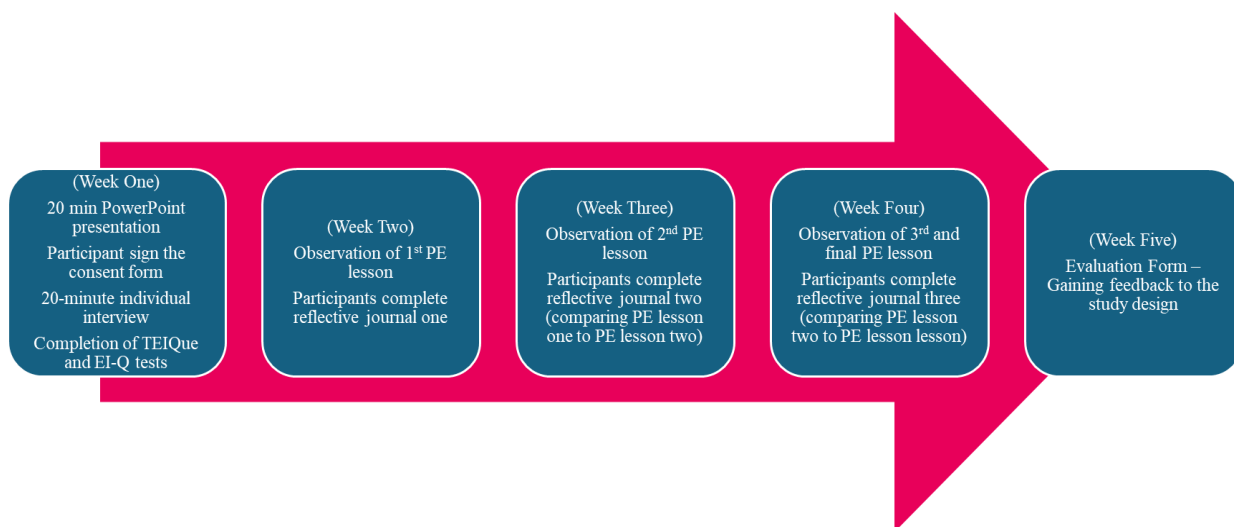 (Week One)
20 min PowerPoint
presentation
Participant sign the
consent form
20-minute individual
interview
Completion of TEIQue
and EI-Q tests
(Week Two)
Observation of 1st PE
lesson
Participants complete
reflective journal one
(Week Three)
Observation of 2nd PE
lesson
Participants complete
reflective journal two
(comparing PE lesson
one to PE lesson two)
(Week Four)
Observation of 3rd and
final PE lesson
Participants complete
reflective journal three
(comparing PE lesson
two to PE lesson lesson)
(Week Five)
Evaluation Form –
Gaining feedback to the
study design